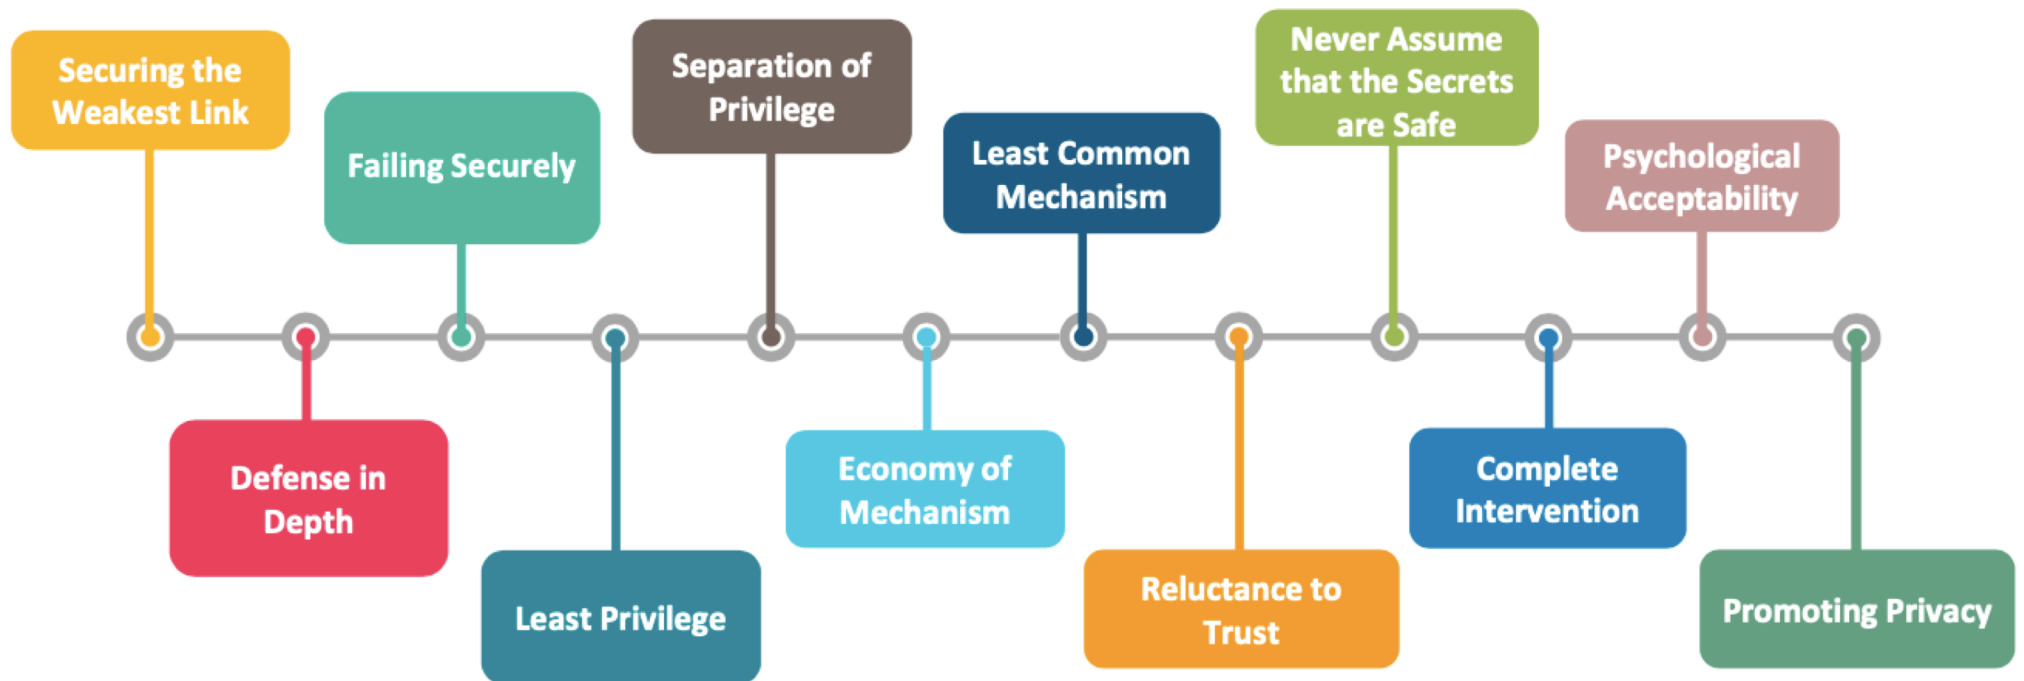 Securing the
Weakest Link
Defense in
Depth
Failing Securely
Least Privilege
Separation of
Privilege
Economy of
Mechanism
Least Common
Mechanism
Reluctance to
Trust
Never Assume
that the Secrets
are Safe
Complete
Intervention
Psychological
Acceptability
Promoting Privacy